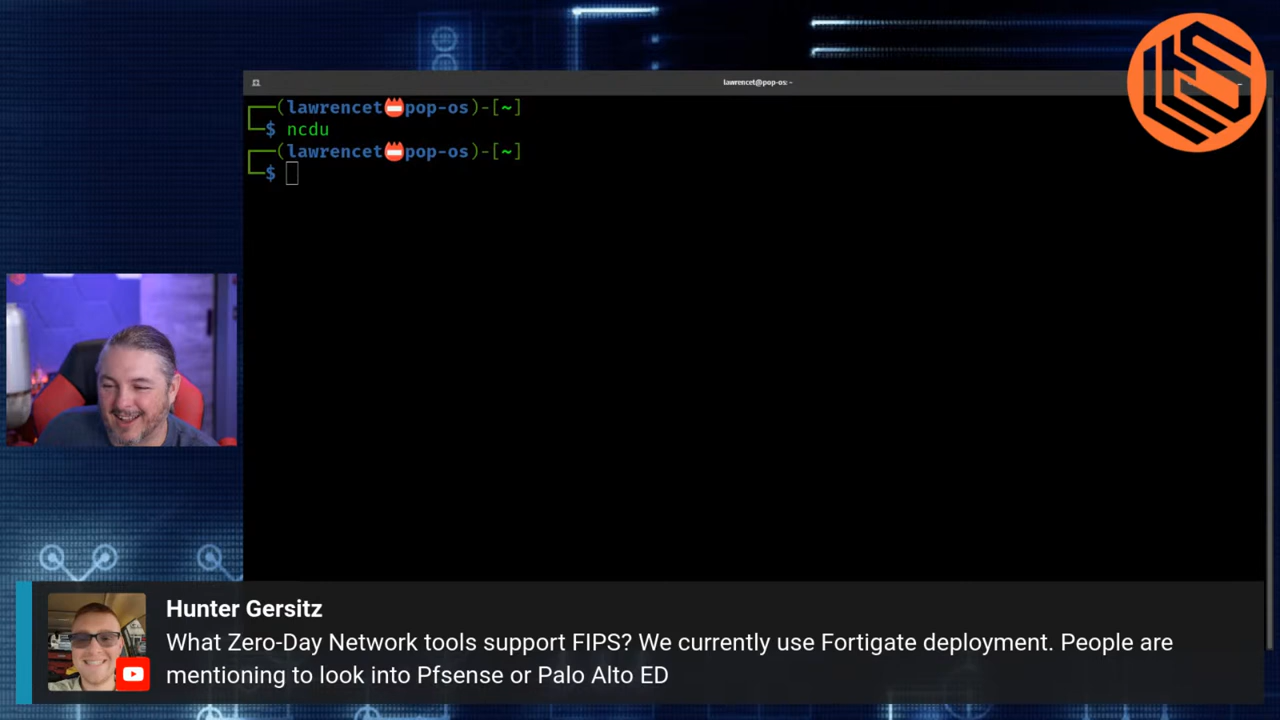 lawrencet@pop-os: ~
┌──(lawrencet📛pop-os)-[~]
└─$ ncdu
┌──(lawrencet📛pop-os)-[~]
└─$
Hunter Gersitz
What Zero-Day Network tools support FIPS? We currently use Fortigate deployment. People are
mentioning to look into Pfsense or Palo Alto ED